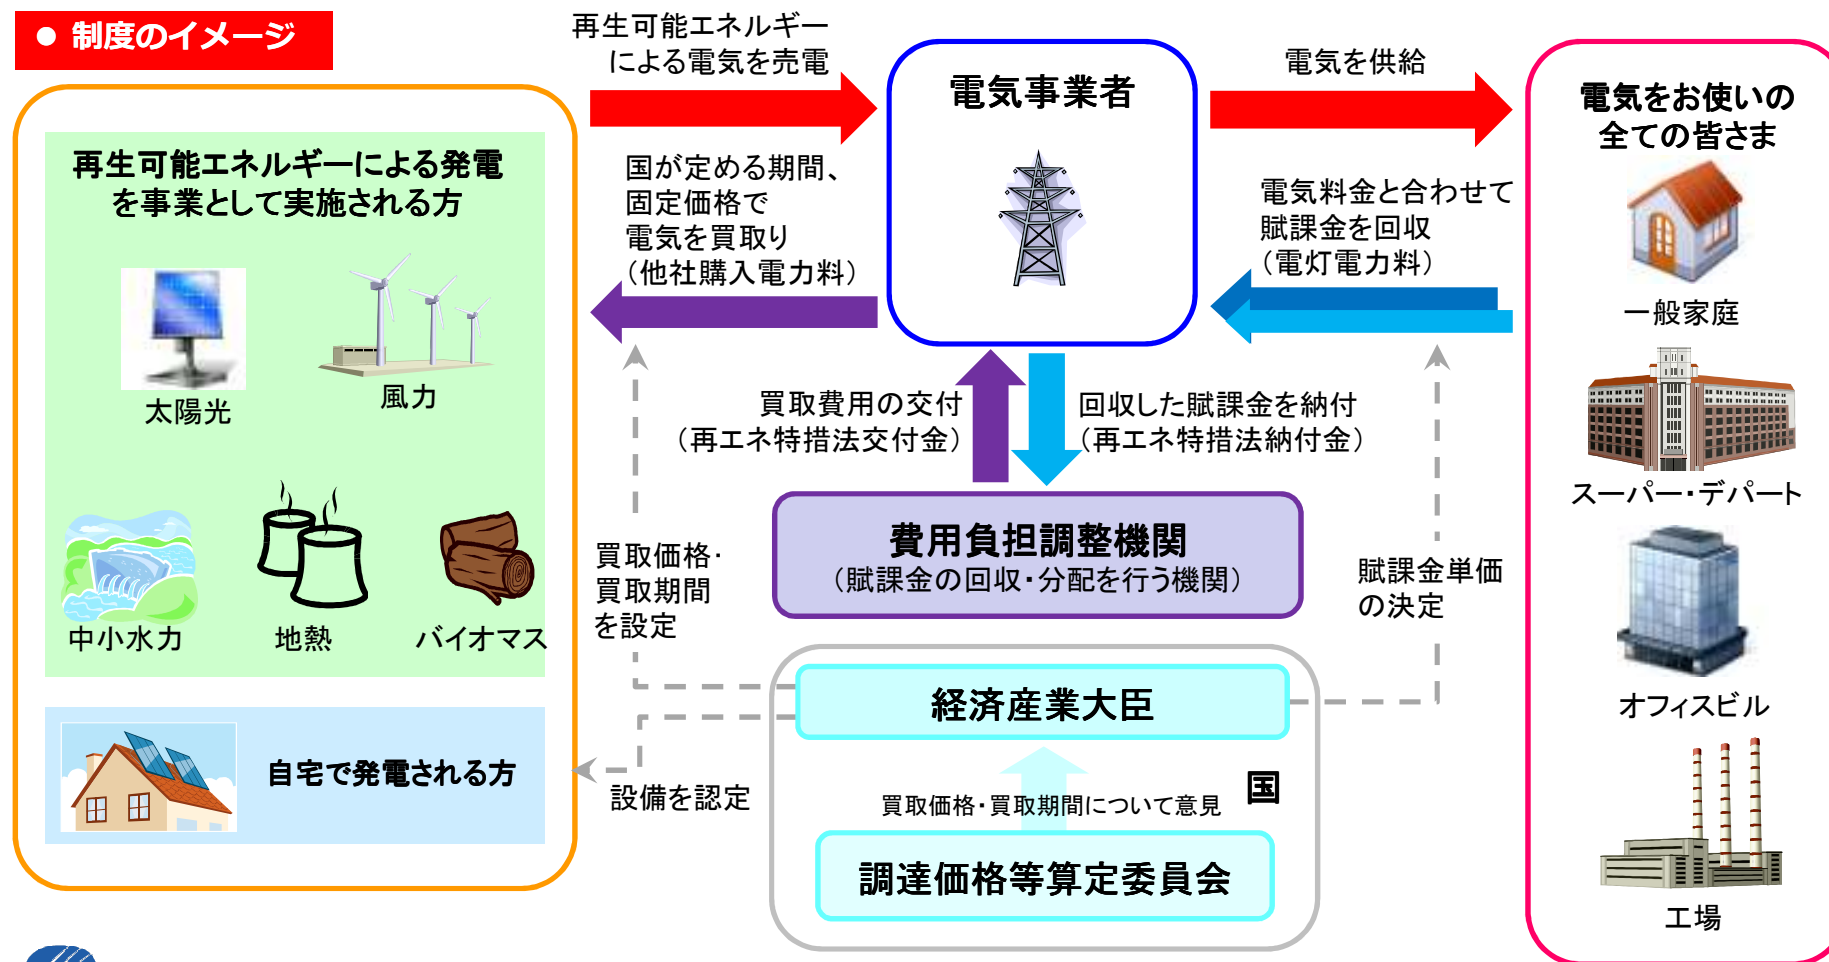 ● 制度のイメージ
再生可能エネルギー
による電気を売電
電気事業者
電気を供給
電気をお使いの
全ての皆さま
再生可能エネルギーによる発電
を事業として実施される方
国が定める期間、
固定価格で
電気を買取り
（他社購入電力料）
電気料金と合わせて
賦課金を回収
（電灯電力料）
太陽光
風力
一般家庭
買取費用の交付
（再エネ特措法交付金）
回収した賦課金を納付
（再エネ特措法納付金）
スーパー・デパート
費用負担調整機関
（賦課金の回収・分配を行う機関）
買取価格・
買取期間
を設定
賦課金単価
の決定
中小水力
地熱
バイオマス
経済産業大臣
オフィスビル
自宅で発電される方
設備を認定
買取価格・買取期間について意見
国
調達価格等算定委員会
工場